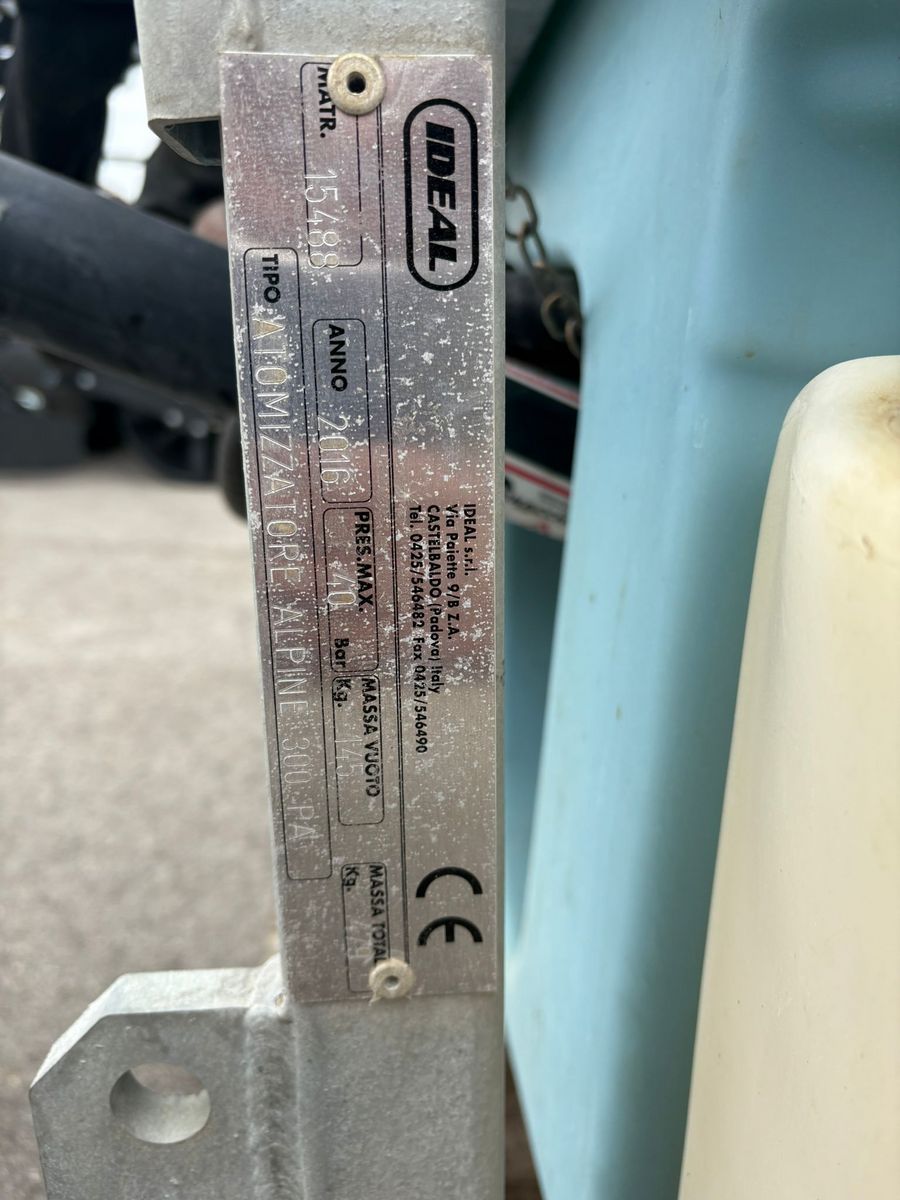 IDEAL
IDEAL s.r.l.
Via Paiette 9/B Z.A.
CASTELBALDO (Padova) Italy
Tel. 0425/546482 Fax 0425/546490
CE
MATR. 15488
ANNO 2016
PRES.MAX. 40 Bar
MASSA VUOTO Kg.
MASSA TOTAL Kg.
TIPO ATOMIZZATORE ALPINE 300 PA